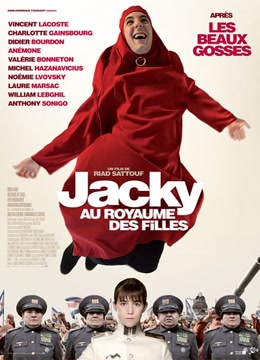 APRÈS
LES
BEAUX
GOSSES
VINCENT LACOSTE
CHARLOTTE GAINSBOURG
DIDIER BOURDON
ANÉMONE
VALÉRIE BONNETON
MICHEL HAZANAVICIUS
NOÉMIE LVOVSKY
LAURE MARSAC
WILLIAM LEBGHIL
ANTHONY SONIGO
UN FILM DE
RIAD SATTOUF
Jacky
AU ROYAUME
DES FILLES